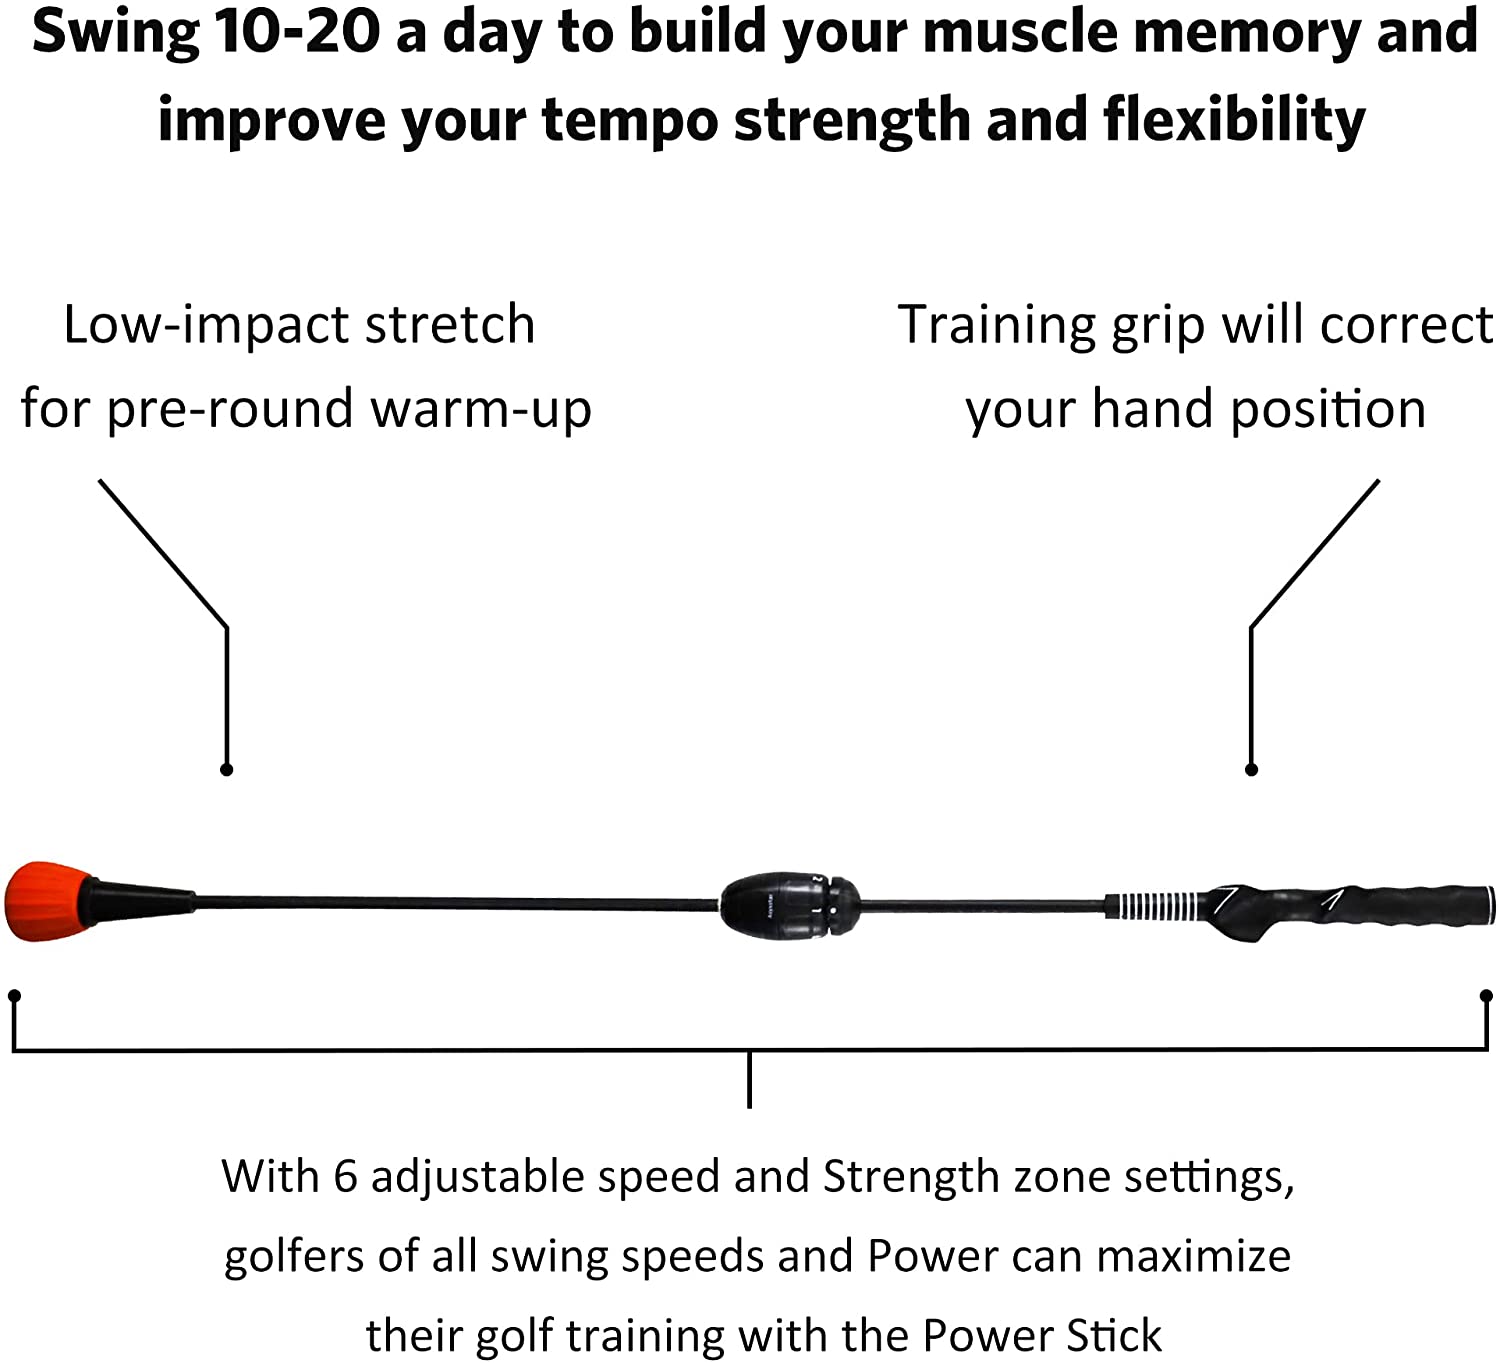 Swing 10-20 a day to build your muscle memory and
improve your tempo strength and flexibility
Low-impact stretch
for pre-round warm-up
Training grip will correct
your hand position
2
1
With 6 adjustable speed and Strength zone settings,
golfers of all swing speeds and Power can maximize
their golf training with the Power Stick